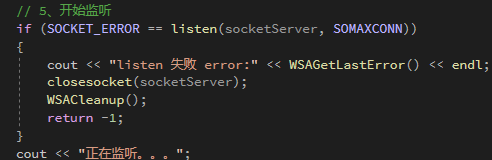 // 5、开始监听
if (SOCKET_ERROR == listen(socketServer, SOMAXCONN))
{
    cout << "listen 失败 error:" << WSAGetLastError() << endl;
    closesocket(socketServer);
    WSACleanup();
    return -1;
}
cout << "正在监听。。。";